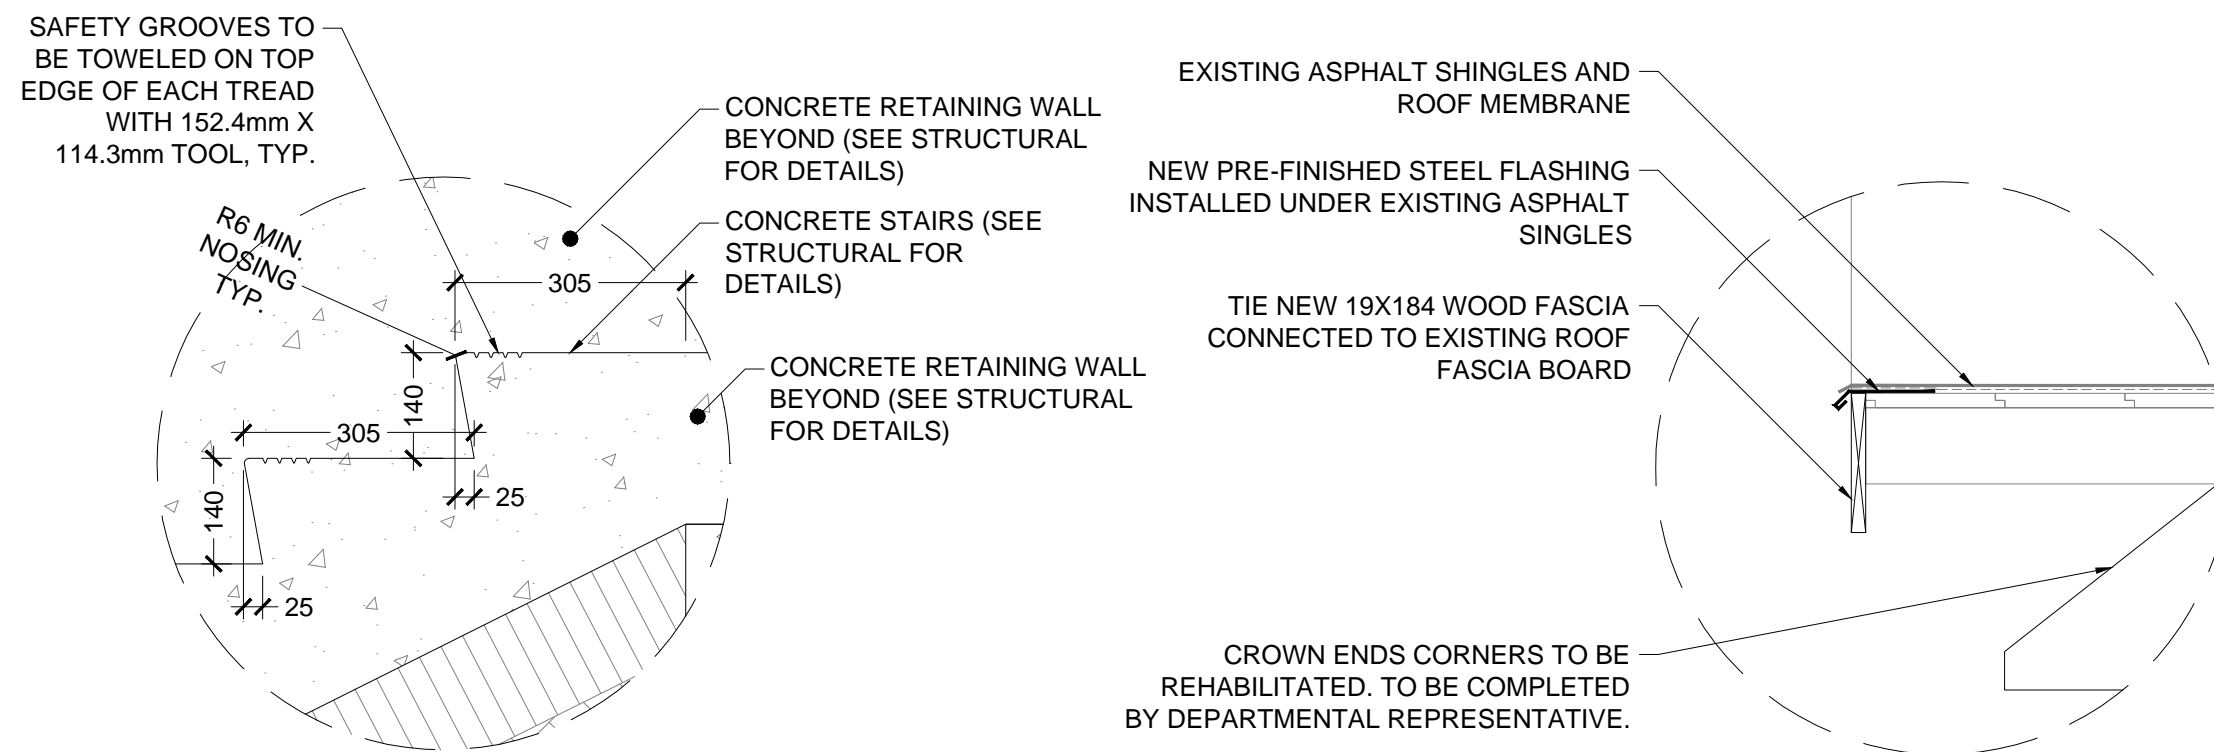 SAFETY GROOVES TO
BE TOWELED ON TOP
EDGE OF EACH TREAD
WITH 152.4mm X
114.3mm TOOL, TYP.
R6 MIN.
NOSING
TYP.
CONCRETE RETAINING WALL
BEYOND (SEE STRUCTURAL
FOR DETAILS)
CONCRETE STAIRS (SEE
STRUCTURAL FOR
DETAILS)
305
CONCRETE RETAINING WALL
BEYOND (SEE STRUCTURAL
FOR DETAILS)
140
305
25
140
25
EXISTING ASPHALT SHINGLES AND
ROOF MEMBRANE
NEW PRE-FINISHED STEEL FLASHING
INSTALLED UNDER EXISTING ASPHALT
SINGLES
TIE NEW 19X184 WOOD FASCIA
CONNECTED TO EXISTING ROOF
FASCIA BOARD
CROWN ENDS CORNERS TO BE
REHABILITATED. TO BE COMPLETED
BY DEPARTMENTAL REPRESENTATIVE.